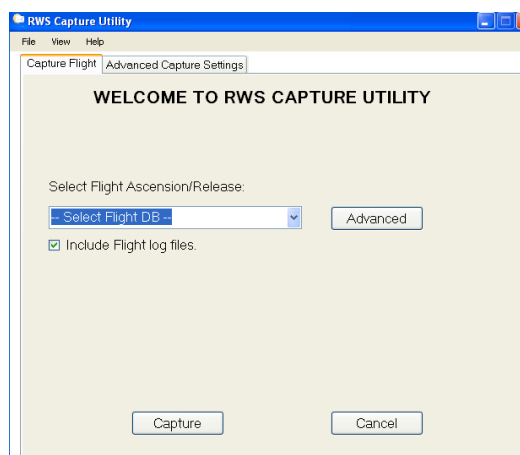 RWS Capture Utility
File View Help
Capture Flight Advanced Capture Settings
WELCOME TO RWS CAPTURE UTILITY
Select Flight Ascension/Release:
-- Select Flight DB -- Advanced
Include Flight log files.
Capture Cancel